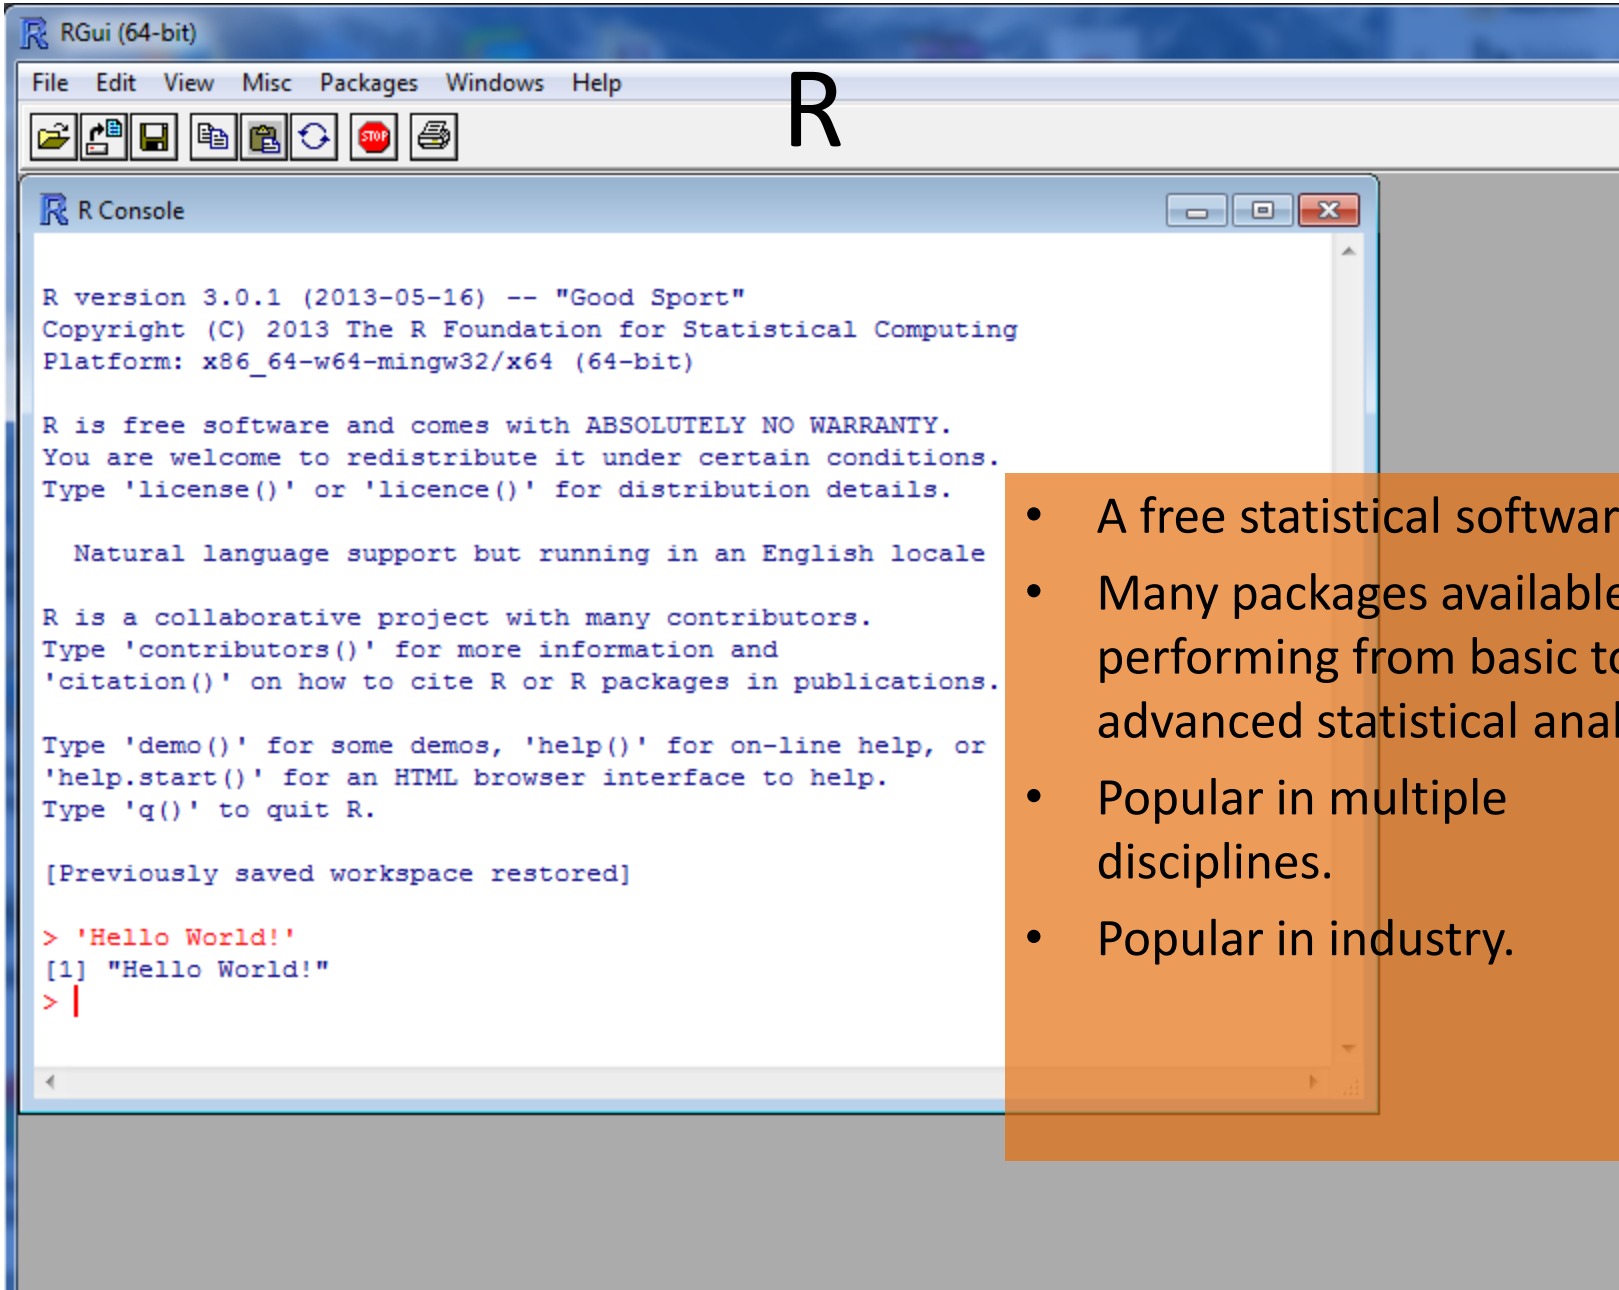 RGui (64-bit)
File Edit View Misc Packages Windows Help
R
STOP
R Console
R version 3.0.1 (2013-05-16) -- "Good Sport"
Copyright (C) 2013 The R Foundation for Statistical Computing
Platform: x86_64-w64-mingw32/x64 (64-bit)
R is free software and comes with ABSOLUTELY NO WARRANTY.
You are welcome to redistribute it under certain conditions.
Type 'license()' or 'licence()' for distribution details.
Natural language support but running in an English locale
R is a collaborative project with many contributors.
Type 'contributors()' for more information and
'citation()' on how to cite R or R packages in publications.
Type 'demo()' for some demos, 'help()' for on-line help, or
'help.start()' for an HTML browser interface to help.
Type 'q()' to quit R.
[Previously saved workspace restored]
> 'Hello World!'
[1] "Hello World!"
>
• A free statistical softwar
• Many packages available
performing from basic to
advanced statistical anal
• Popular in multiple
disciplines.
• Popular in industry.